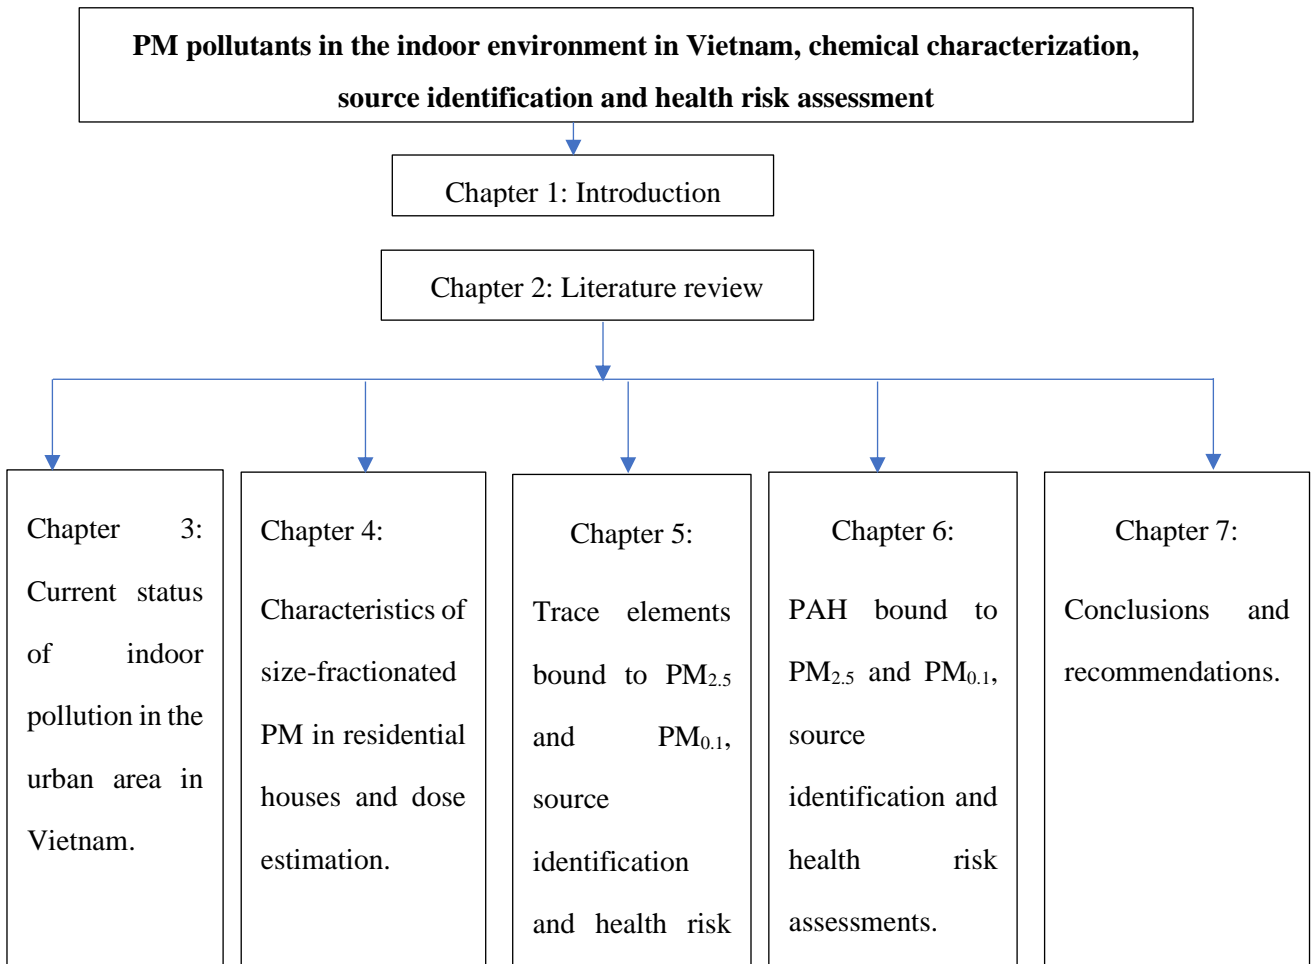 PM pollutants in the indoor environment in Vietnam, chemical characterization,
source identification and health risk assessment
Chapter 1: Introduction
Chapter 2: Literature review
Chapter 3:
Current status
of indoor
pollution in the
urban area in
Vietnam.
Chapter 4:
Characteristics of
size-fractionated
PM in residential
houses and dose
estimation.
Chapter 5:
Trace elements
bound to PM2.5
and PM0.1,
source
identification
and health risk
Chapter 6:
PAH bound to
PM2.5 and PM0.1,
source
identification and
health risk
assessments.
Chapter 7:
Conclusions and
recommendations.